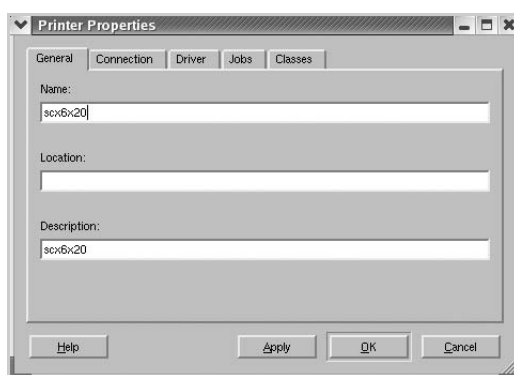 Printer Properties
General Connection Driver Jobs Classes
Name:
scx6x20
Location:
Description:
scx6x20
Help Apply OK Cancel